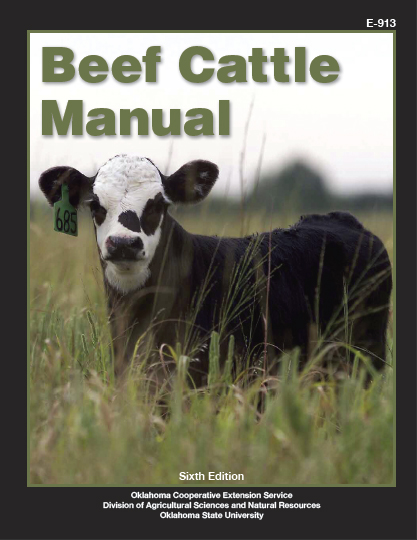 E-913
Beef Cattle
Manual
685
Sixth Edition
Oklahoma Cooperative Extension Service
Division of Agricultural Sciences and Natural Resources
Oklahoma State University